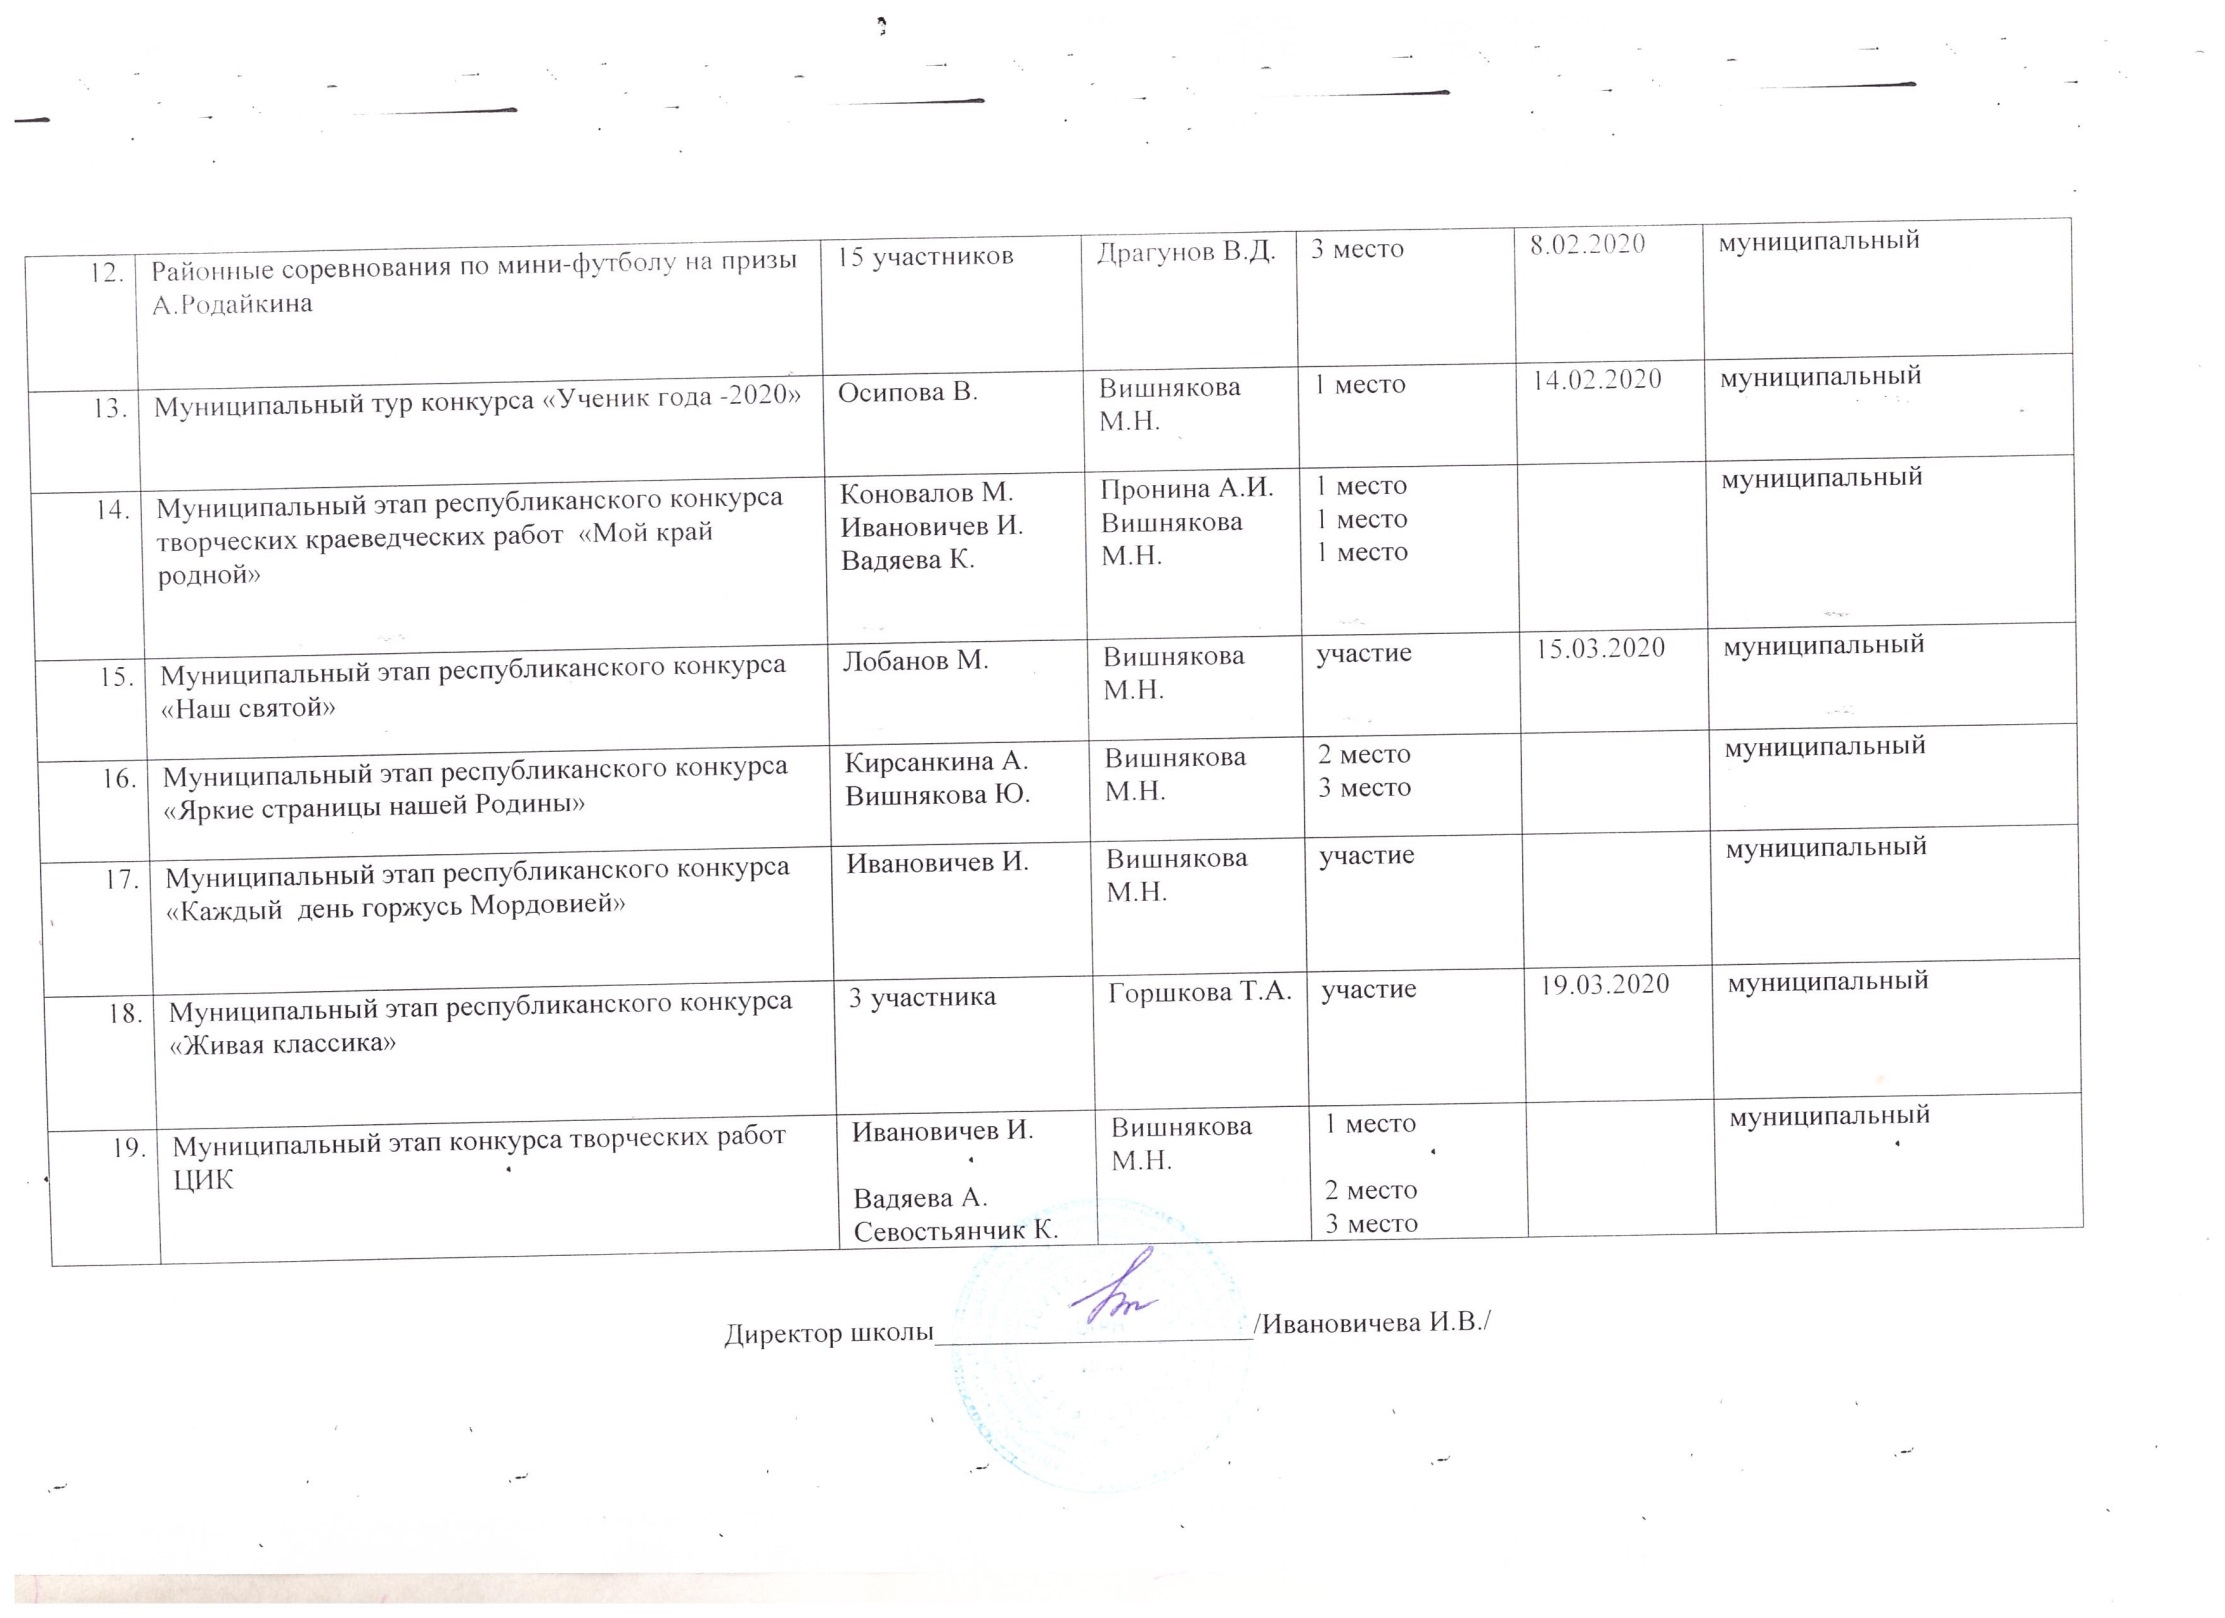 12. Районные соревнования по мини-футболу на призы А.Родайкина 15 участников Драгунов В.Д. 3 место 8.02.2020 муниципальный
13. Муниципальный тур конкурса «Ученик года -2020» Осипова В. Вишнякова М.Н. 1 место 14.02.2020 муниципальный
14. Муниципальный этап республиканского конкурса творческих краеведческих работ «Мой край родной» Коновалов М. Ивановичев И. Вадяева К. Пронина А.И. Вишнякова М.Н. 1 место 1 место 1 место муниципальный
15. Муниципальный этап республиканского конкурса «Наш святой» Лобанов М. Вишнякова М.Н. участие 15.03.2020 муниципальный
16. Муниципальный этап республиканского конкурса «Яркие страницы нашей Родины» Кирсанкина А. Вишнякова Ю. Вишнякова М.Н. 2 место 3 место муниципальный
17. Муниципальный этап республиканского конкурса «Каждый день горжусь Мордовией» Ивановичев И. Вишнякова М.Н. участие муниципальный
18. Муниципальный этап республиканского конкурса «Живая классика» 3 участника Горшкова Т.А. участие 19.03.2020 муниципальный
19. Муниципальный этап конкурса творческих работ ЦИК Ивановичев И. Вадяева А. Севостьянчик К. Вишнякова М.Н. 1 место 2 место 3 место муниципальный
Директор школы /Ивановичева И.В./